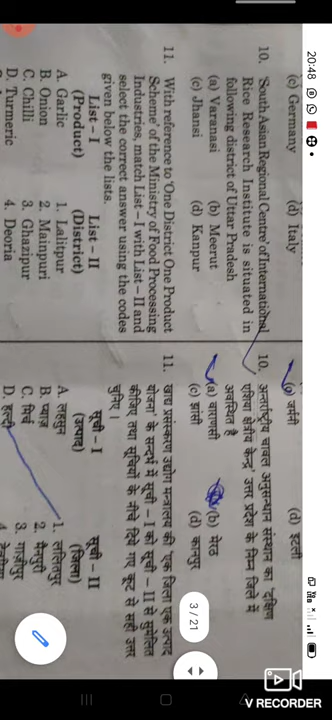 20:48
(c) Germany (d) Italy
10. 'South Asian Regional Centre' of International
Rice Research Institute is situated in
following district of Uttar Pradesh
(a) Varanasi (b) Meerut
(c) Jhansi (d) Kanpur
11. With reference to 'One District One Product
Scheme' of the Ministry of Food Processing
Industries, match List – I with List – II and
select the correct answer using the codes
given below the lists.
List – I List – II
(Product) (District)
A. Garlic 1. Lalitpur
B. Onion 2. Mainpuri
C. Chilli 3. Ghazipur
D. Turmeric 4. Deoria
जर्मनी (d) इटली
10. अन्तर्राष्ट्रीय चावल अनुसन्धान संस्थान का 'दक्षिण
एशिया क्षेत्रीय केन्द्र' उत्तर प्रदेश के निम्न जिले में
अवस्थित है
(a) वाराणसी (b) मेरठ
(c) झांसी (d) कानपुर
11. खाद्य प्रसंस्करण उद्योग मन्त्रालय की 'एक जिला एक उत्पाद
योजना' के सन्दर्भ में सूची – I को सूची – II से सुमेलित
कीजिए तथा सूचियों के नीचे दिये गए कूट से सही उत्तर
चुनिए ।
सूची – I सूची – II
(उत्पाद) (जिला)
A. लहसुन 1. ललितपुर
B. प्याज़ 2. मैनपुरी
C. मिर्च 3. गाज़ीपुर
D. हल्दी 4.
3 / 21
V RECORDER